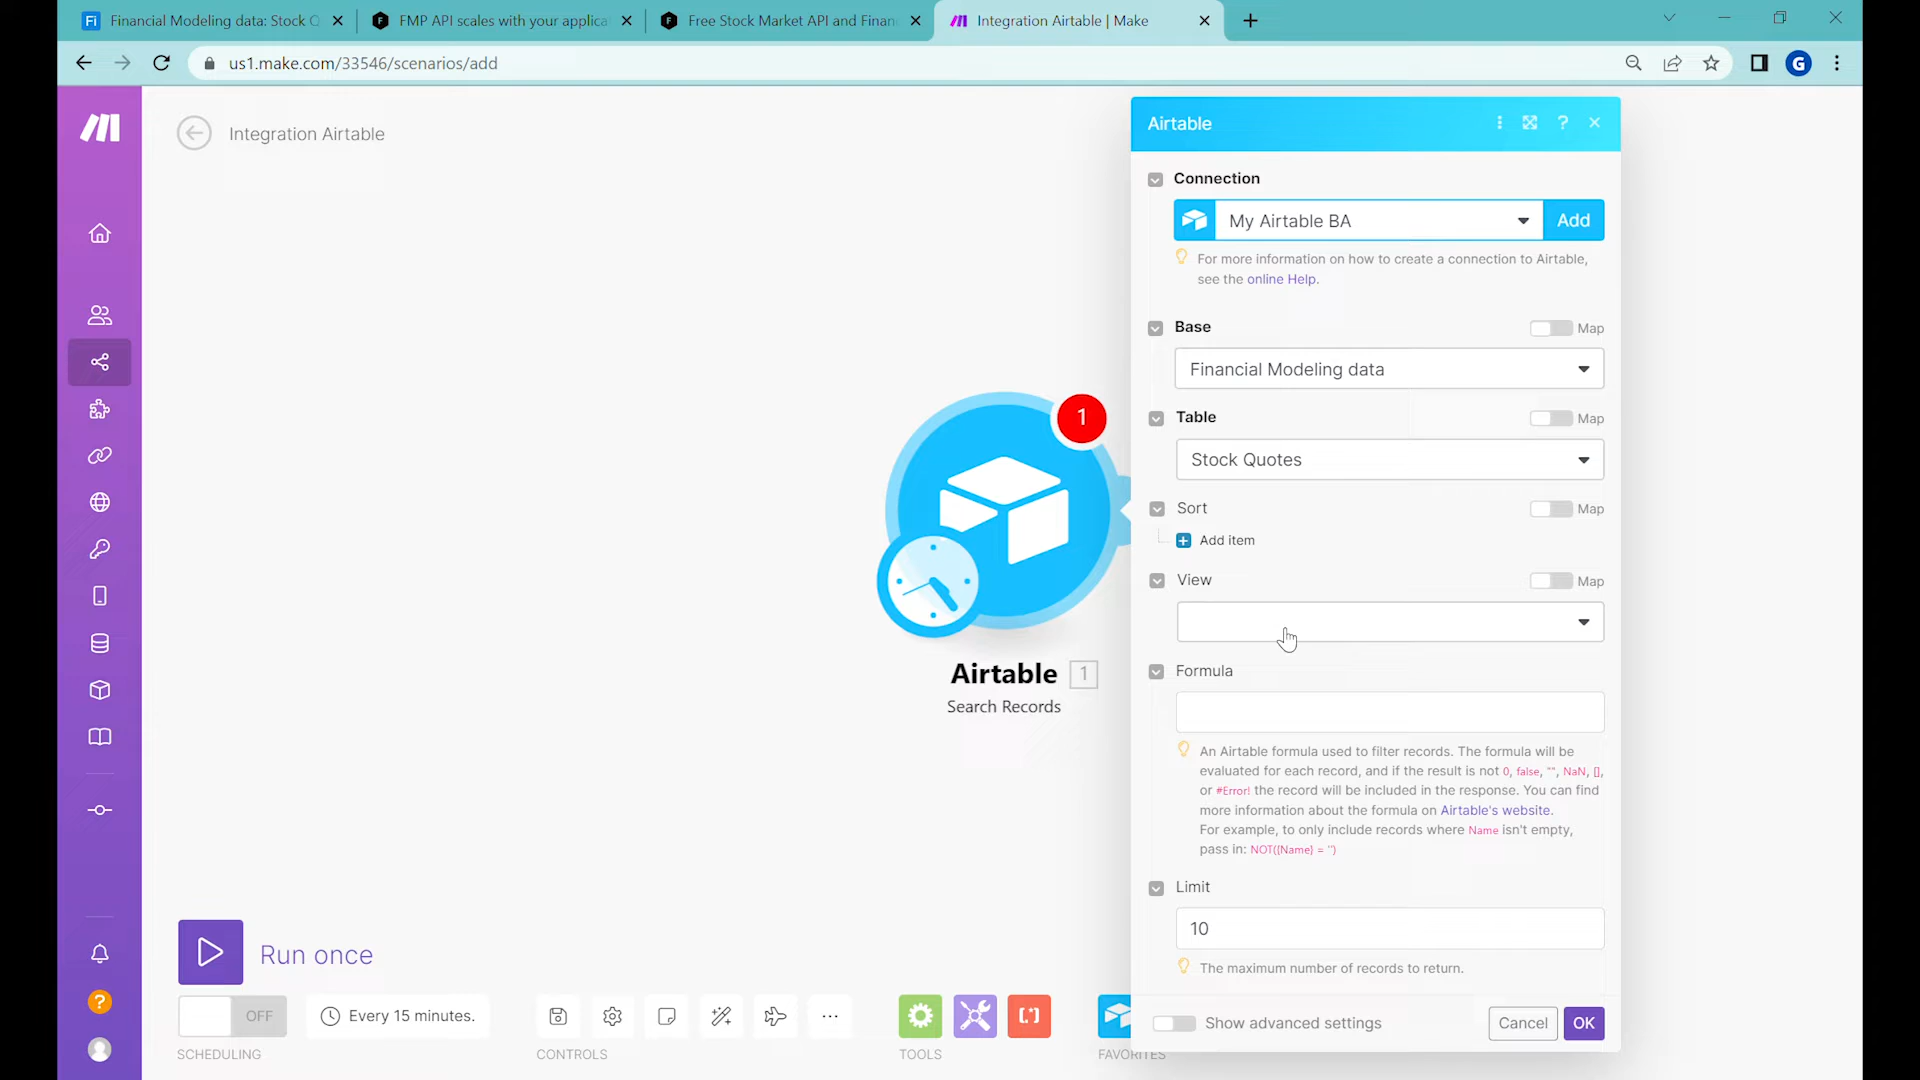 Financial Modeling data: Stock Q
FMP API scales with your applica
Free Stock Market API and Finan
Integration Airtable | Make
us1.make.com/33546/scenarios/add
G
Integration Airtable
Airtable
?
Connection
My Airtable BA
Add
For more information on how to create a connection to Airtable,
see the online Help.
Base
Map
Financial Modeling data
Table
Map
Stock Quotes
Sort
Map
Add item
View
Map
Formula
An Airtable formula used to filter records. The formula will be
evaluated for each record, and if the result is not 0, false, "", NaN, [],
or #Error! the record will be included in the response. You can find
more information about the formula on Airtable's website.
For example, to only include records where Name isn't empty,
pass in: NOT({Name} = '')
Limit
10
The maximum number of records to return.
Show advanced settings
Cancel
OK
1
Airtable 1
Search Records
Run once
OFF
Every 15 minutes.
SCHEDULING
CONTROLS
TOOLS
FAVORITES